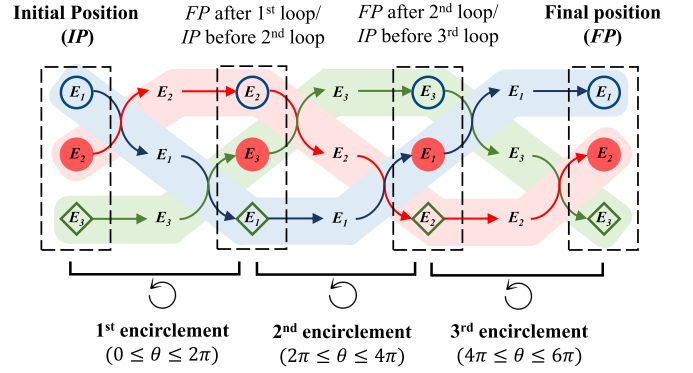 Initial Position
(IP)
FP after 1st loop/
IP before 2nd loop
FP after 2nd loop/
IP before 3rd loop
Final position
(FP)
E1 E2 E2 E3 E3 E1 E1
E2 E1 E3 E2 E1 E3 E2
E3 E3 E1 E1 E2 E2 E3
1st encirclement
(0 ≤ θ ≤ 2π)
2nd encirclement
(2π ≤ θ ≤ 4π)
3rd encirclement
(4π ≤ θ ≤ 6π)